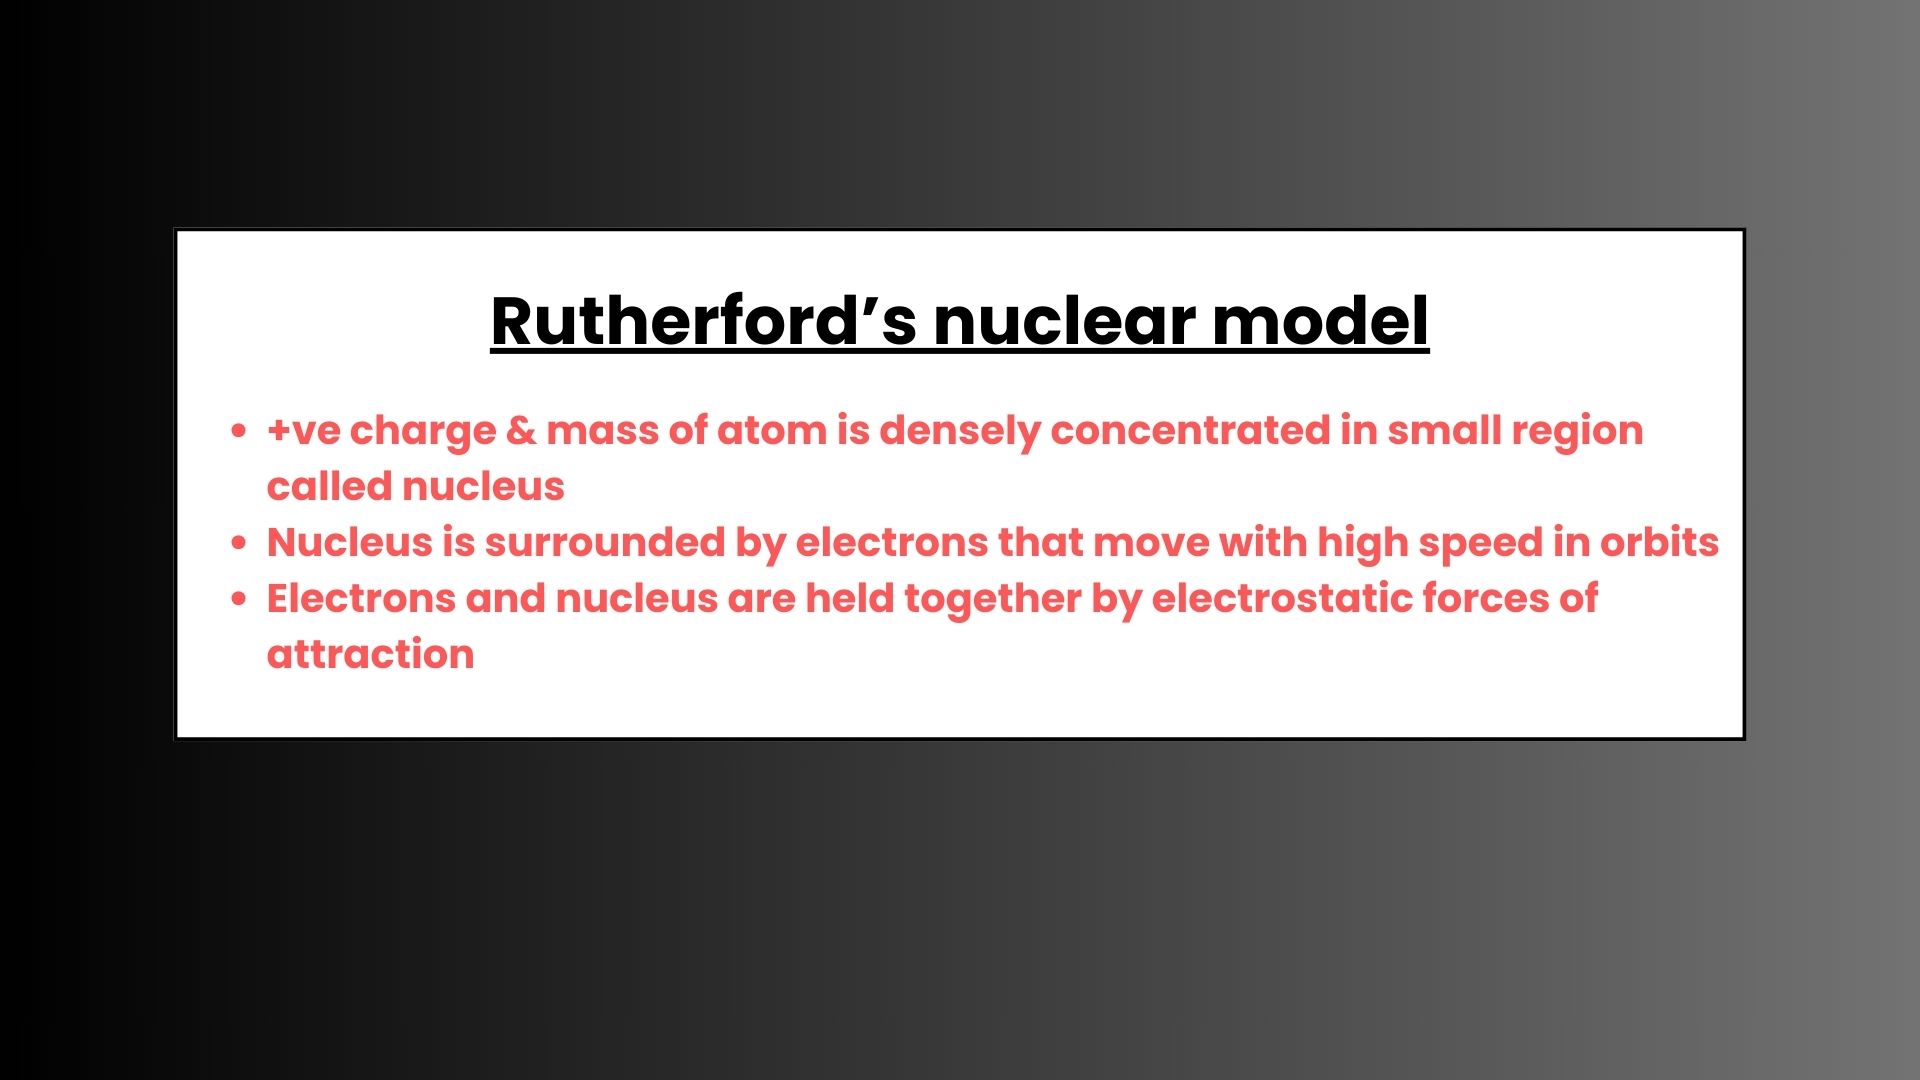 Rutherford’s nuclear model
• +ve charge & mass of atom is densely concentrated in small region
called nucleus
• Nucleus is surrounded by electrons that move with high speed in orbits
• Electrons and nucleus are held together by electrostatic forces of
attraction